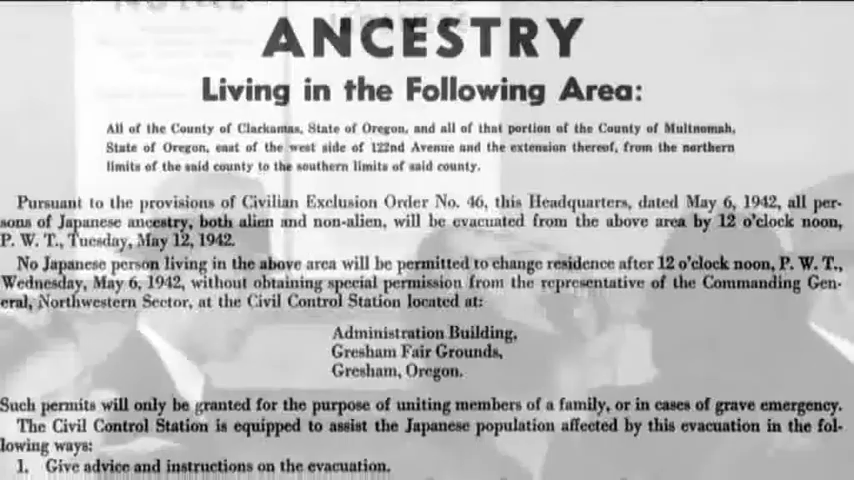 ANCESTRY
Living in the Following Area:
All of the County of Clackamas, State of Oregon, and all of that portion of the County of Multnomah,
State of Oregon, east of the west side of 122nd Avenue and the extension thereof, from the northern
limits of the said county to the southern limits of said county.
Pursuant to the provisions of Civilian Exclusion Order No. 46, this Headquarters, dated May 6, 1942, all per-
sons of Japanese ancestry, both alien and non-alien, will be evacuated from the above area by 12 o'clock noon,
P. W. T., Tuesday, May 12, 1942.
No Japanese person living in the above area will be permitted to change residence after 12 o'clock noon, P. W. T.,
Wednesday, May 6, 1942, without obtaining special permission from the representative of the Commanding Gen-
eral, Northwestern Sector, at the Civil Control Station located at:
Administration Building,
Gresham Fair Grounds,
Gresham, Oregon.
Such permits will only be granted for the purpose of uniting members of a family, or in cases of grave emergency.
The Civil Control Station is equipped to assist the Japanese population affected by this evacuation in the fol-
lowing ways:
1. Give advice and instructions on the evacuation.